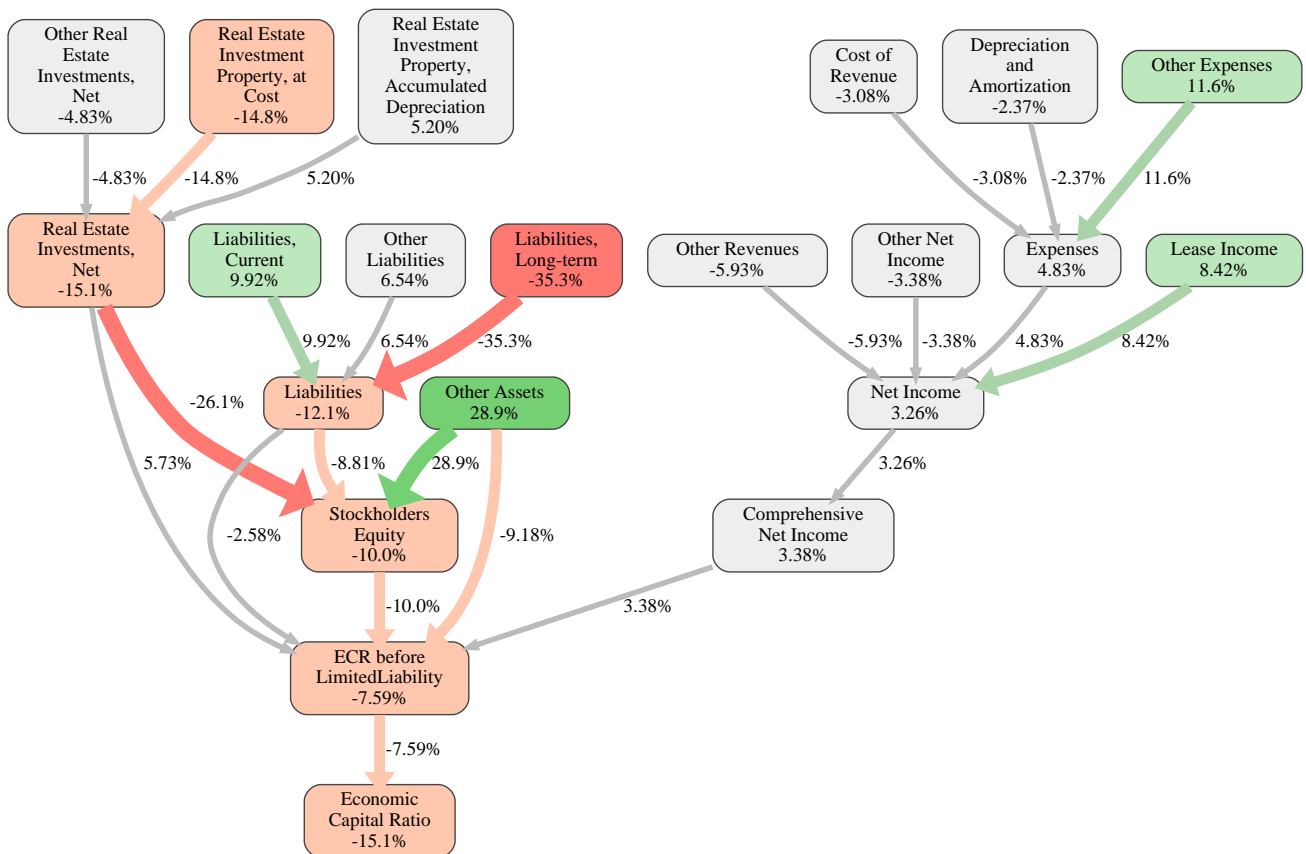 Other Real
Estate
Investments,
Net
-4.83%
Real Estate
Investment
Property, at
Cost
-14.8%
Real Estate
Investment
Property,
Accumulated
Depreciation
5.20%
Cost of
Revenue
-3.08%
Depreciation
and
Amortization
-2.37%
Other Expenses
11.6%
-4.83%
-14.8%
5.20%
-3.08%
-2.37%
11.6%
Real Estate
Investments,
Net
-15.1%
Liabilities,
Current
9.92%
Other
Liabilities
6.54%
Liabilities,
Long-term
-35.3%
Other Revenues
-5.93%
Other Net
Income
-3.38%
Expenses
4.83%
Lease Income
8.42%
9.92%
6.54%
-35.3%
-5.93%
-3.38%
4.83%
8.42%
Liabilities
-12.1%
Other Assets
28.9%
Net Income
3.26%
-26.1%
5.73%
-8.81%
28.9%
3.26%
Stockholders
Equity
-10.0%
Comprehensive
Net Income
3.38%
-2.58%
-9.18%
-10.0%
3.38%
ECR before
LimitedLiability
-7.59%
-7.59%
Economic
Capital Ratio
-15.1%